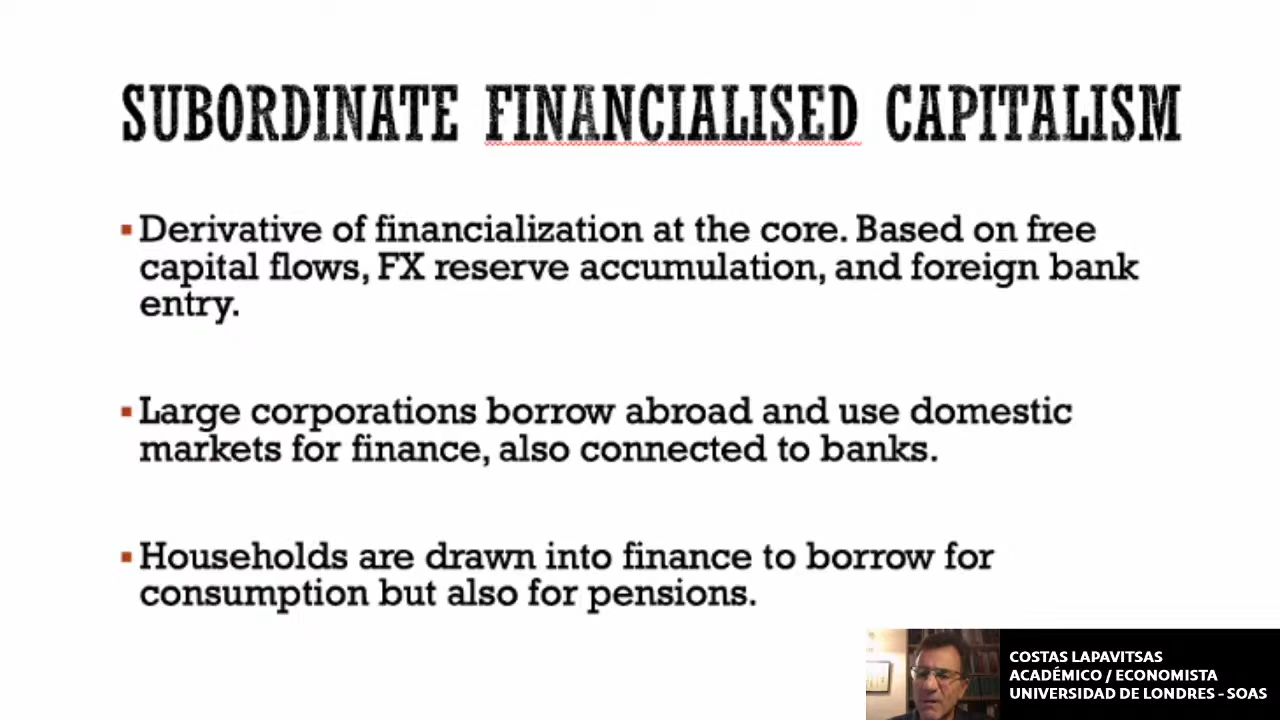 SUBORDINATE FINANCIALISED CAPITALISM
▪ Derivative of financialization at the core. Based on free
capital flows, FX reserve accumulation, and foreign bank
entry.
▪ Large corporations borrow abroad and use domestic
markets for finance, also connected to banks.
▪ Households are drawn into finance to borrow for
consumption but also for pensions.
COSTAS LAPAVITSAS
ACADÉMICO / ECONOMISTA
UNIVERSIDAD DE LONDRES - SOAS